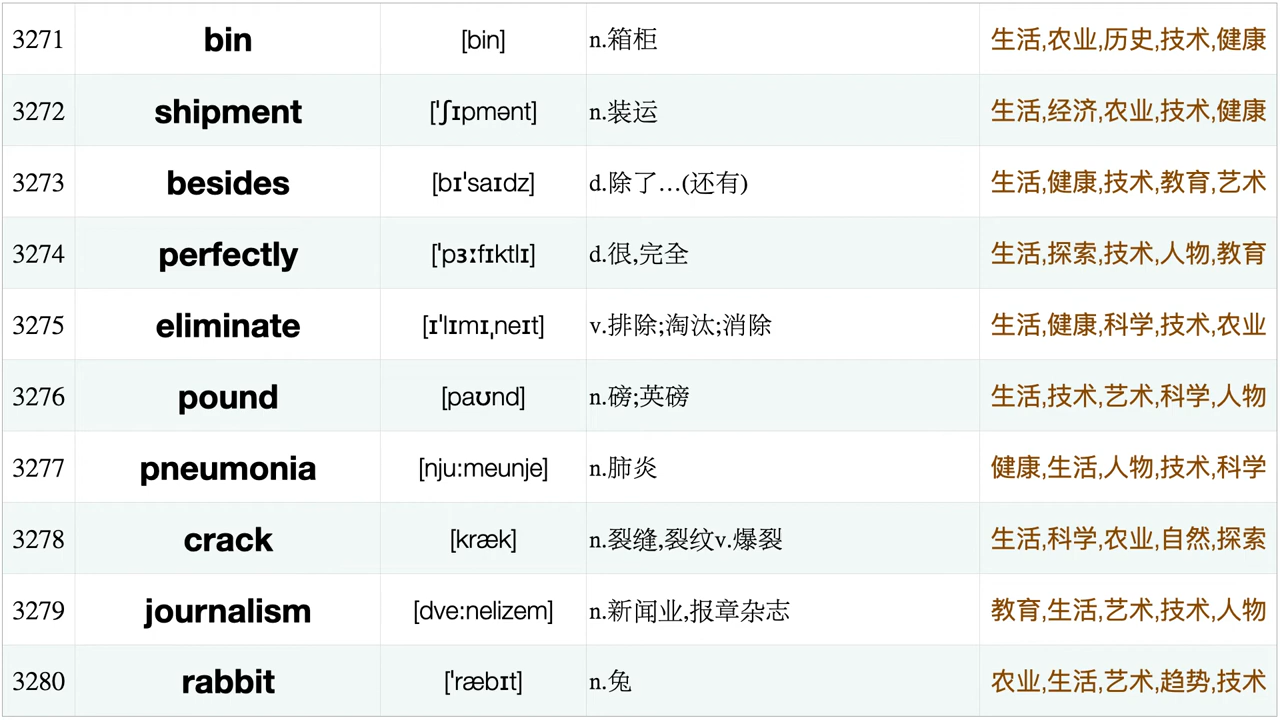 3271 bin [bin] n.箱柜 生活,农业,历史,技术,健康
3272 shipment ['ʃɪpmənt] n.装运 生活,经济,农业,技术,健康
3273 besides [bɪ'saɪdz] d.除了…(还有) 生活,健康,技术,教育,艺术
3274 perfectly ['pɜːfɪktlɪ] d.很,完全 生活,探索,技术,人物,教育
3275 eliminate [ɪ'lɪmɪˌneɪt] v.排除;淘汰;消除 生活,健康,科学,技术,农业
3276 pound [paʊnd] n.磅;英磅 生活,技术,艺术,科学,人物
3277 pneumonia [nju:meunje] n.肺炎 健康,生活,人物,技术,科学
3278 crack [kræk] n.裂缝,裂纹v.爆裂 生活,科学,农业,自然,探索
3279 journalism [dve:nelizem] n.新闻业,报章杂志 教育,生活,艺术,技术,人物
3280 rabbit ['ræbɪt] n.兔 农业,生活,艺术,趋势,技术